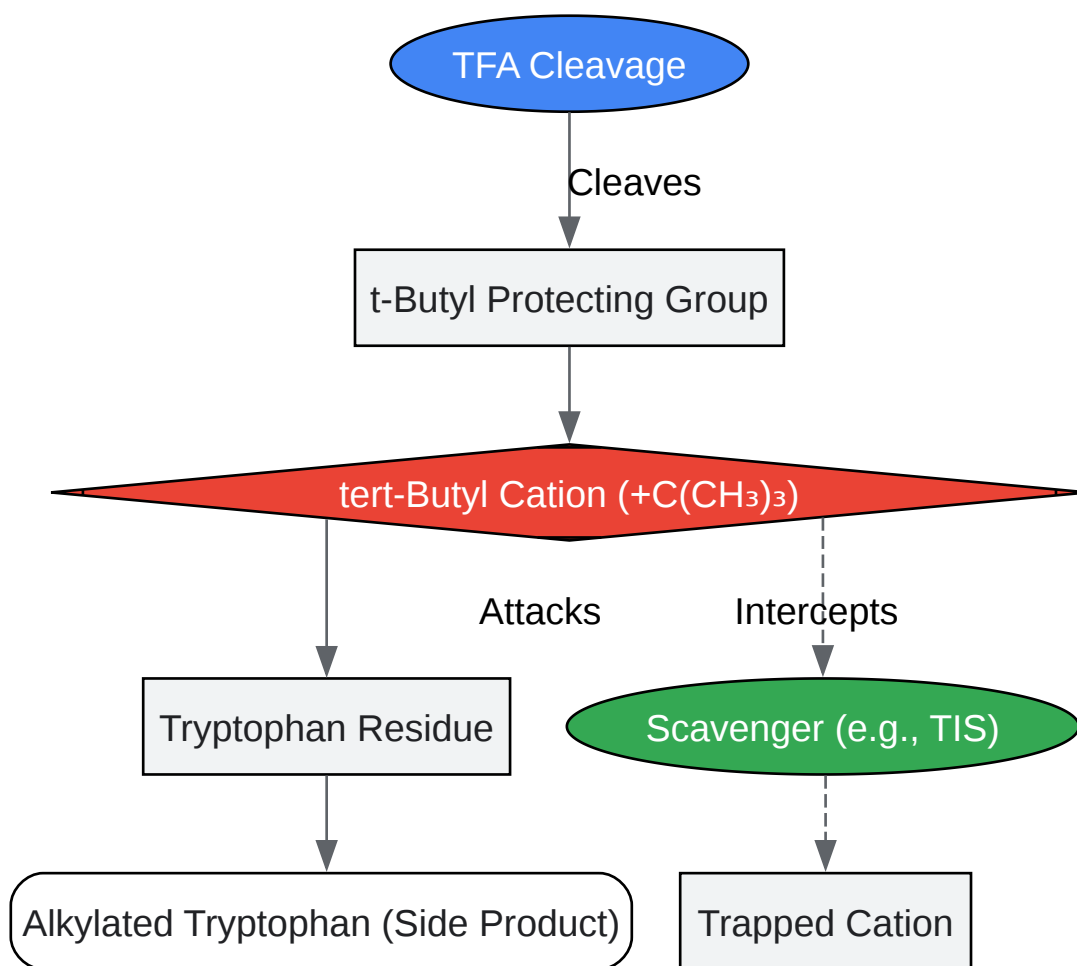 TFA Cleavage
Cleaves
t-Butyl Protecting Group
tert-Butyl Cation (+C(CH₃)₃)
Attacks
Intercepts
Tryptophan Residue
Scavenger (e.g., TIS)
Alkylated Tryptophan (Side Product)
Trapped Cation